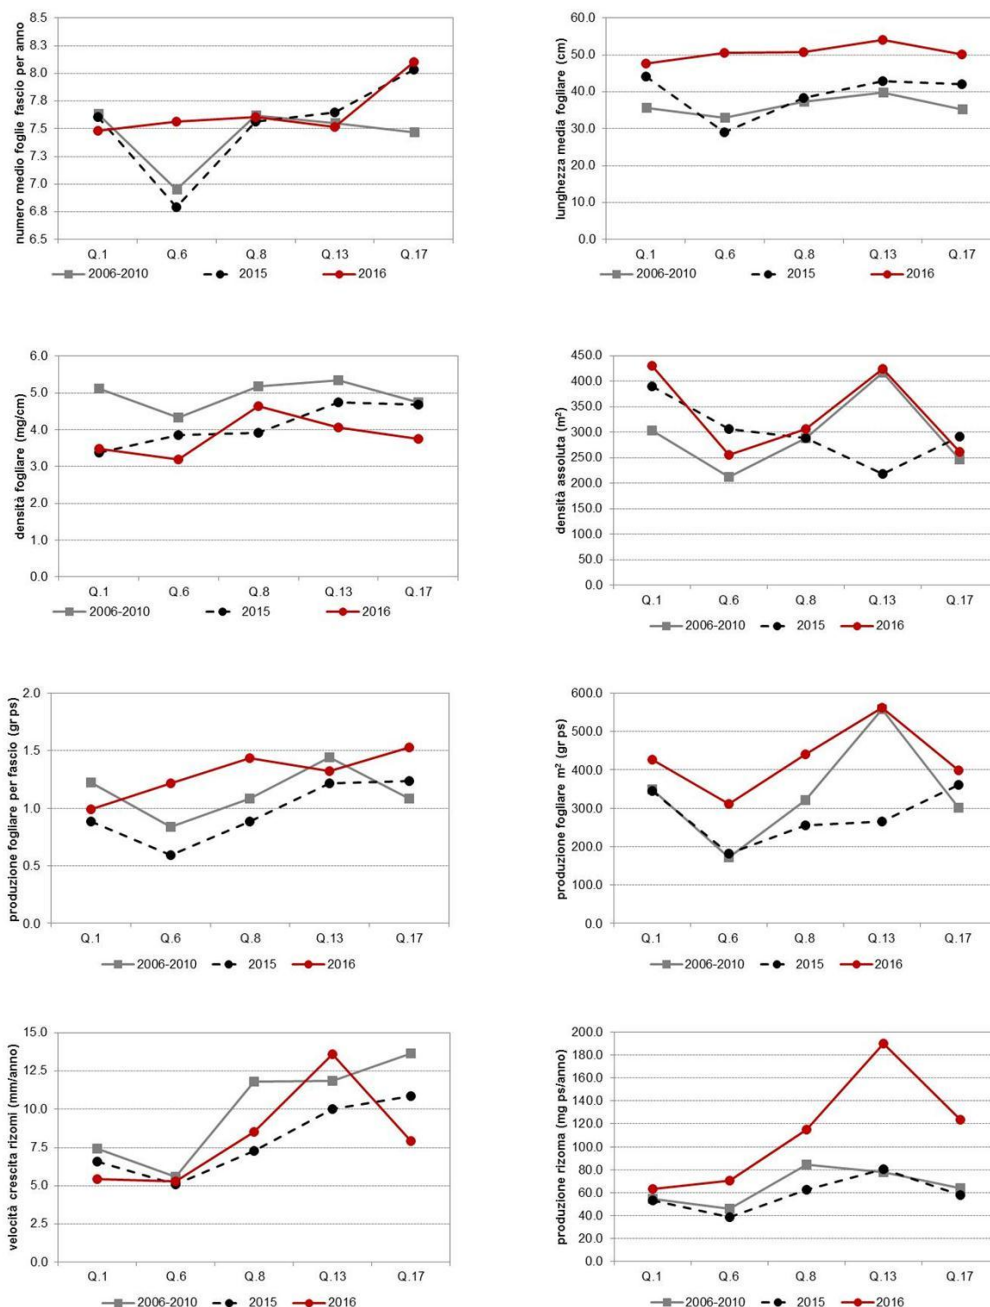 numero medio foglie fascio per anno
8.5
8.3
8.0
7.8
7.5
7.3
7.0
6.8
6.5
Q.1 Q.6 Q.8 Q.13 Q.17
2006-2010 2015 2016
lunghezza media fogliare (cm)
60.0
50.0
40.0
30.0
20.0
10.0
0.0
Q.1 Q.6 Q.8 Q.13 Q.17
2006-2010 2015 2016
densità fogliare (mg/cm)
6.0
5.0
4.0
3.0
2.0
1.0
0.0
Q.1 Q.6 Q.8 Q.13 Q.17
2006-2010 2015 2016
densità assoluta (m²)
450.0
400.0
350.0
300.0
250.0
200.0
150.0
100.0
50.0
0.0
Q.1 Q.6 Q.8 Q.13 Q.17
2006-2010 2015 2016
produzione fogliare per fascio (gr ps)
2.0
1.5
1.0
0.5
0.0
Q.1 Q.6 Q.8 Q.13 Q.17
2006-2010 2015 2016
produzione fogliare m² (gr ps)
600.0
500.0
400.0
300.0
200.0
100.0
0.0
Q.1 Q.6 Q.8 Q.13 Q.17
2006-2010 2015 2016
velocità crescita rizomi (mm/anno)
15.0
12.5
10.0
7.5
5.0
2.5
0.0
Q.1 Q.6 Q.8 Q.13 Q.17
2006-2010 2015 2016
produzione rizoma (mg ps/anno)
200.0
180.0
160.0
140.0
120.0
100.0
80.0
60.0
40.0
20.0
0.0
Q.1 Q.6 Q.8 Q.13 Q.17
2006-2010 2015 2016